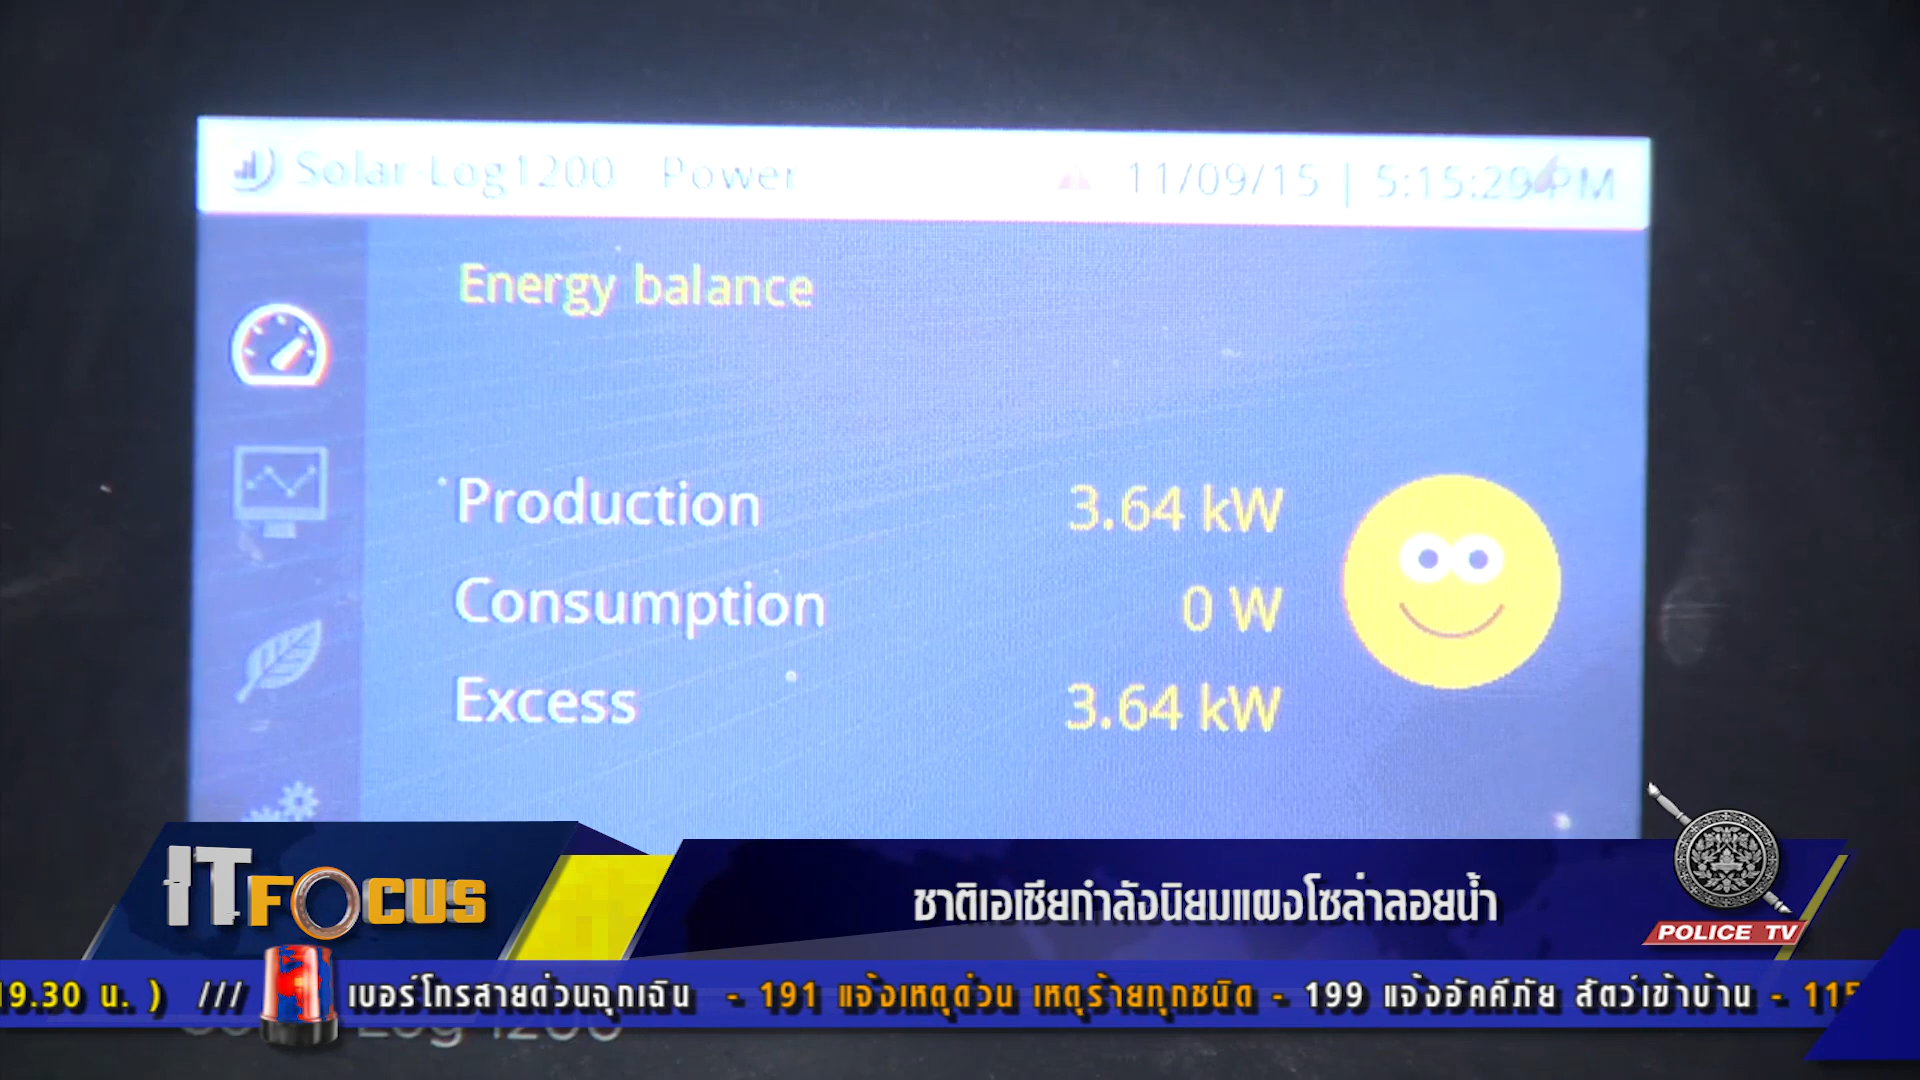 Solar-Log1200 Power 11/09/15 | 5:15:29 PM
Energy balance
Production 3.64 kW
Consumption 0 W
Excess 3.64 kW
IT FOCUS
ชาติเอเชียกำลังนิยมแผงโซล่าลอยน้ำ
POLICE TV
19.30 น. ) /// เบอร์โทรสายด่วนฉุกเฉิน - 191 แจ้งเหตุด่วน เหตุร้ายทุกชนิด - 199 แจ้งอัคคีภัย สัตว์เข้าบ้าน - 115
Solar-Log 1200